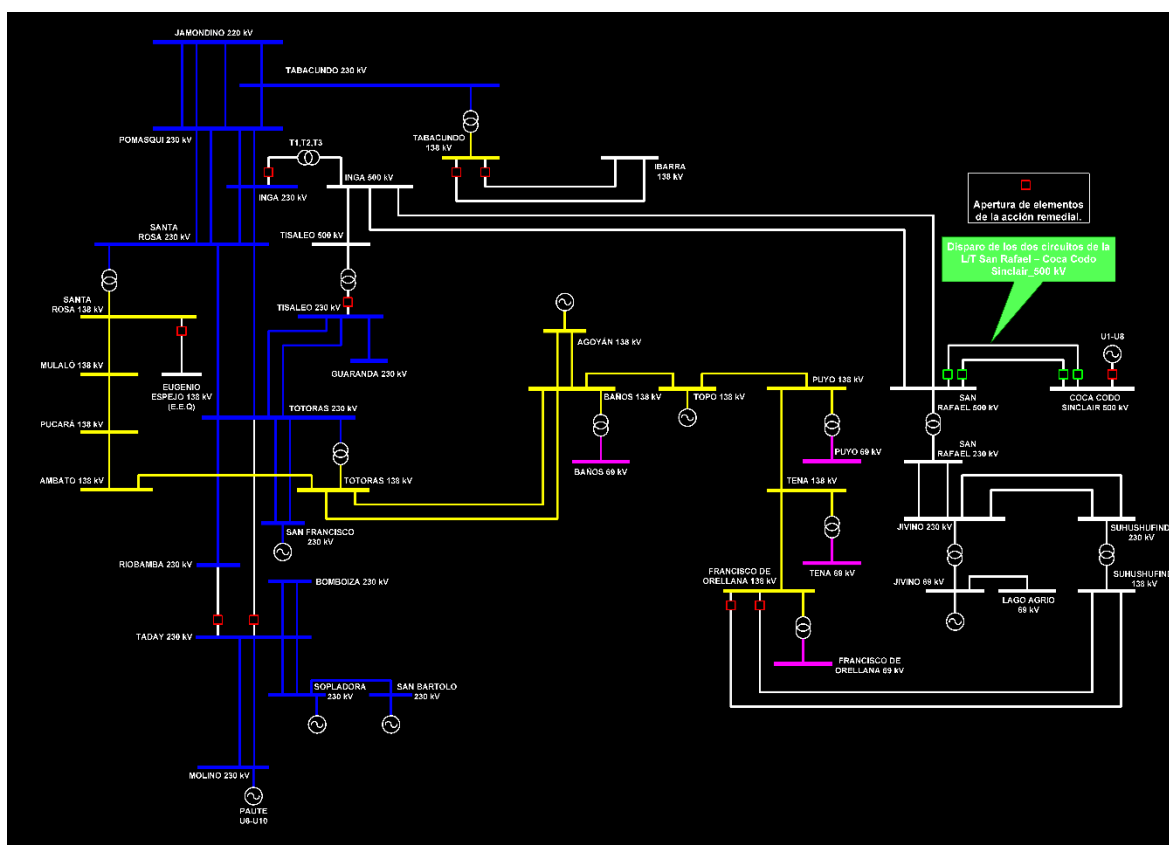 JAMONDINO 220 kV
TABACUNDO 230 kV
POMASQUI 230 kV
T1,T2,T3
TABACUNDO
138 kV
IBARRA
138 kV
INGA 230 kV
INGA 500 kV
Apertura de elementos
de la acción remedial.
SANTA
ROSA 230 kV
TISALEO 500 kV
Disparo de los dos circuitos de la
L/T San Rafael – Coca Codo
Sinclair_500 kV
SANTA
ROSA 138 kV
TISALEO 230 kV
AGOYÁN 138 kV
U1-U8
MULALÓ 138 kV
EUGENIO
ESPEJO 138 kV
(E.E.Q)
GUARANDA 230 kV
BAÑOS 138 kV
TOPO 138 kV
PUYO 138 kV
SAN
RAFAEL 500 kV
COCA CODO
SINCLAIR 500 kV
PUCARÁ 138 kV
TOTORAS 230 kV
BAÑOS 69 kV
PUYO 69 kV
SAN
RAFAEL 230 kV
AMBATO 138 kV
TOTORAS 138 kV
TENA 138 kV
SAN FRANCISCO
230 kV
JIVINO 230 kV
SUHUSHUFIND
230 kV
RIOBAMBA 230 kV
BOMBOIZA 230 kV
TENA 69 kV
FRANCISCO DE
ORELLANA 138 kV
JIVINO 69 kV
LAGO AGRIO
69 kV
SUHUSHUFIND
138 kV
TADAY 230 kV
FRANCISCO DE
ORELLANA 69 kV
SOPLADORA
230 kV
SAN BARTOLO
230 kV
MOLINO 230 kV
PAUTE
U6-U10